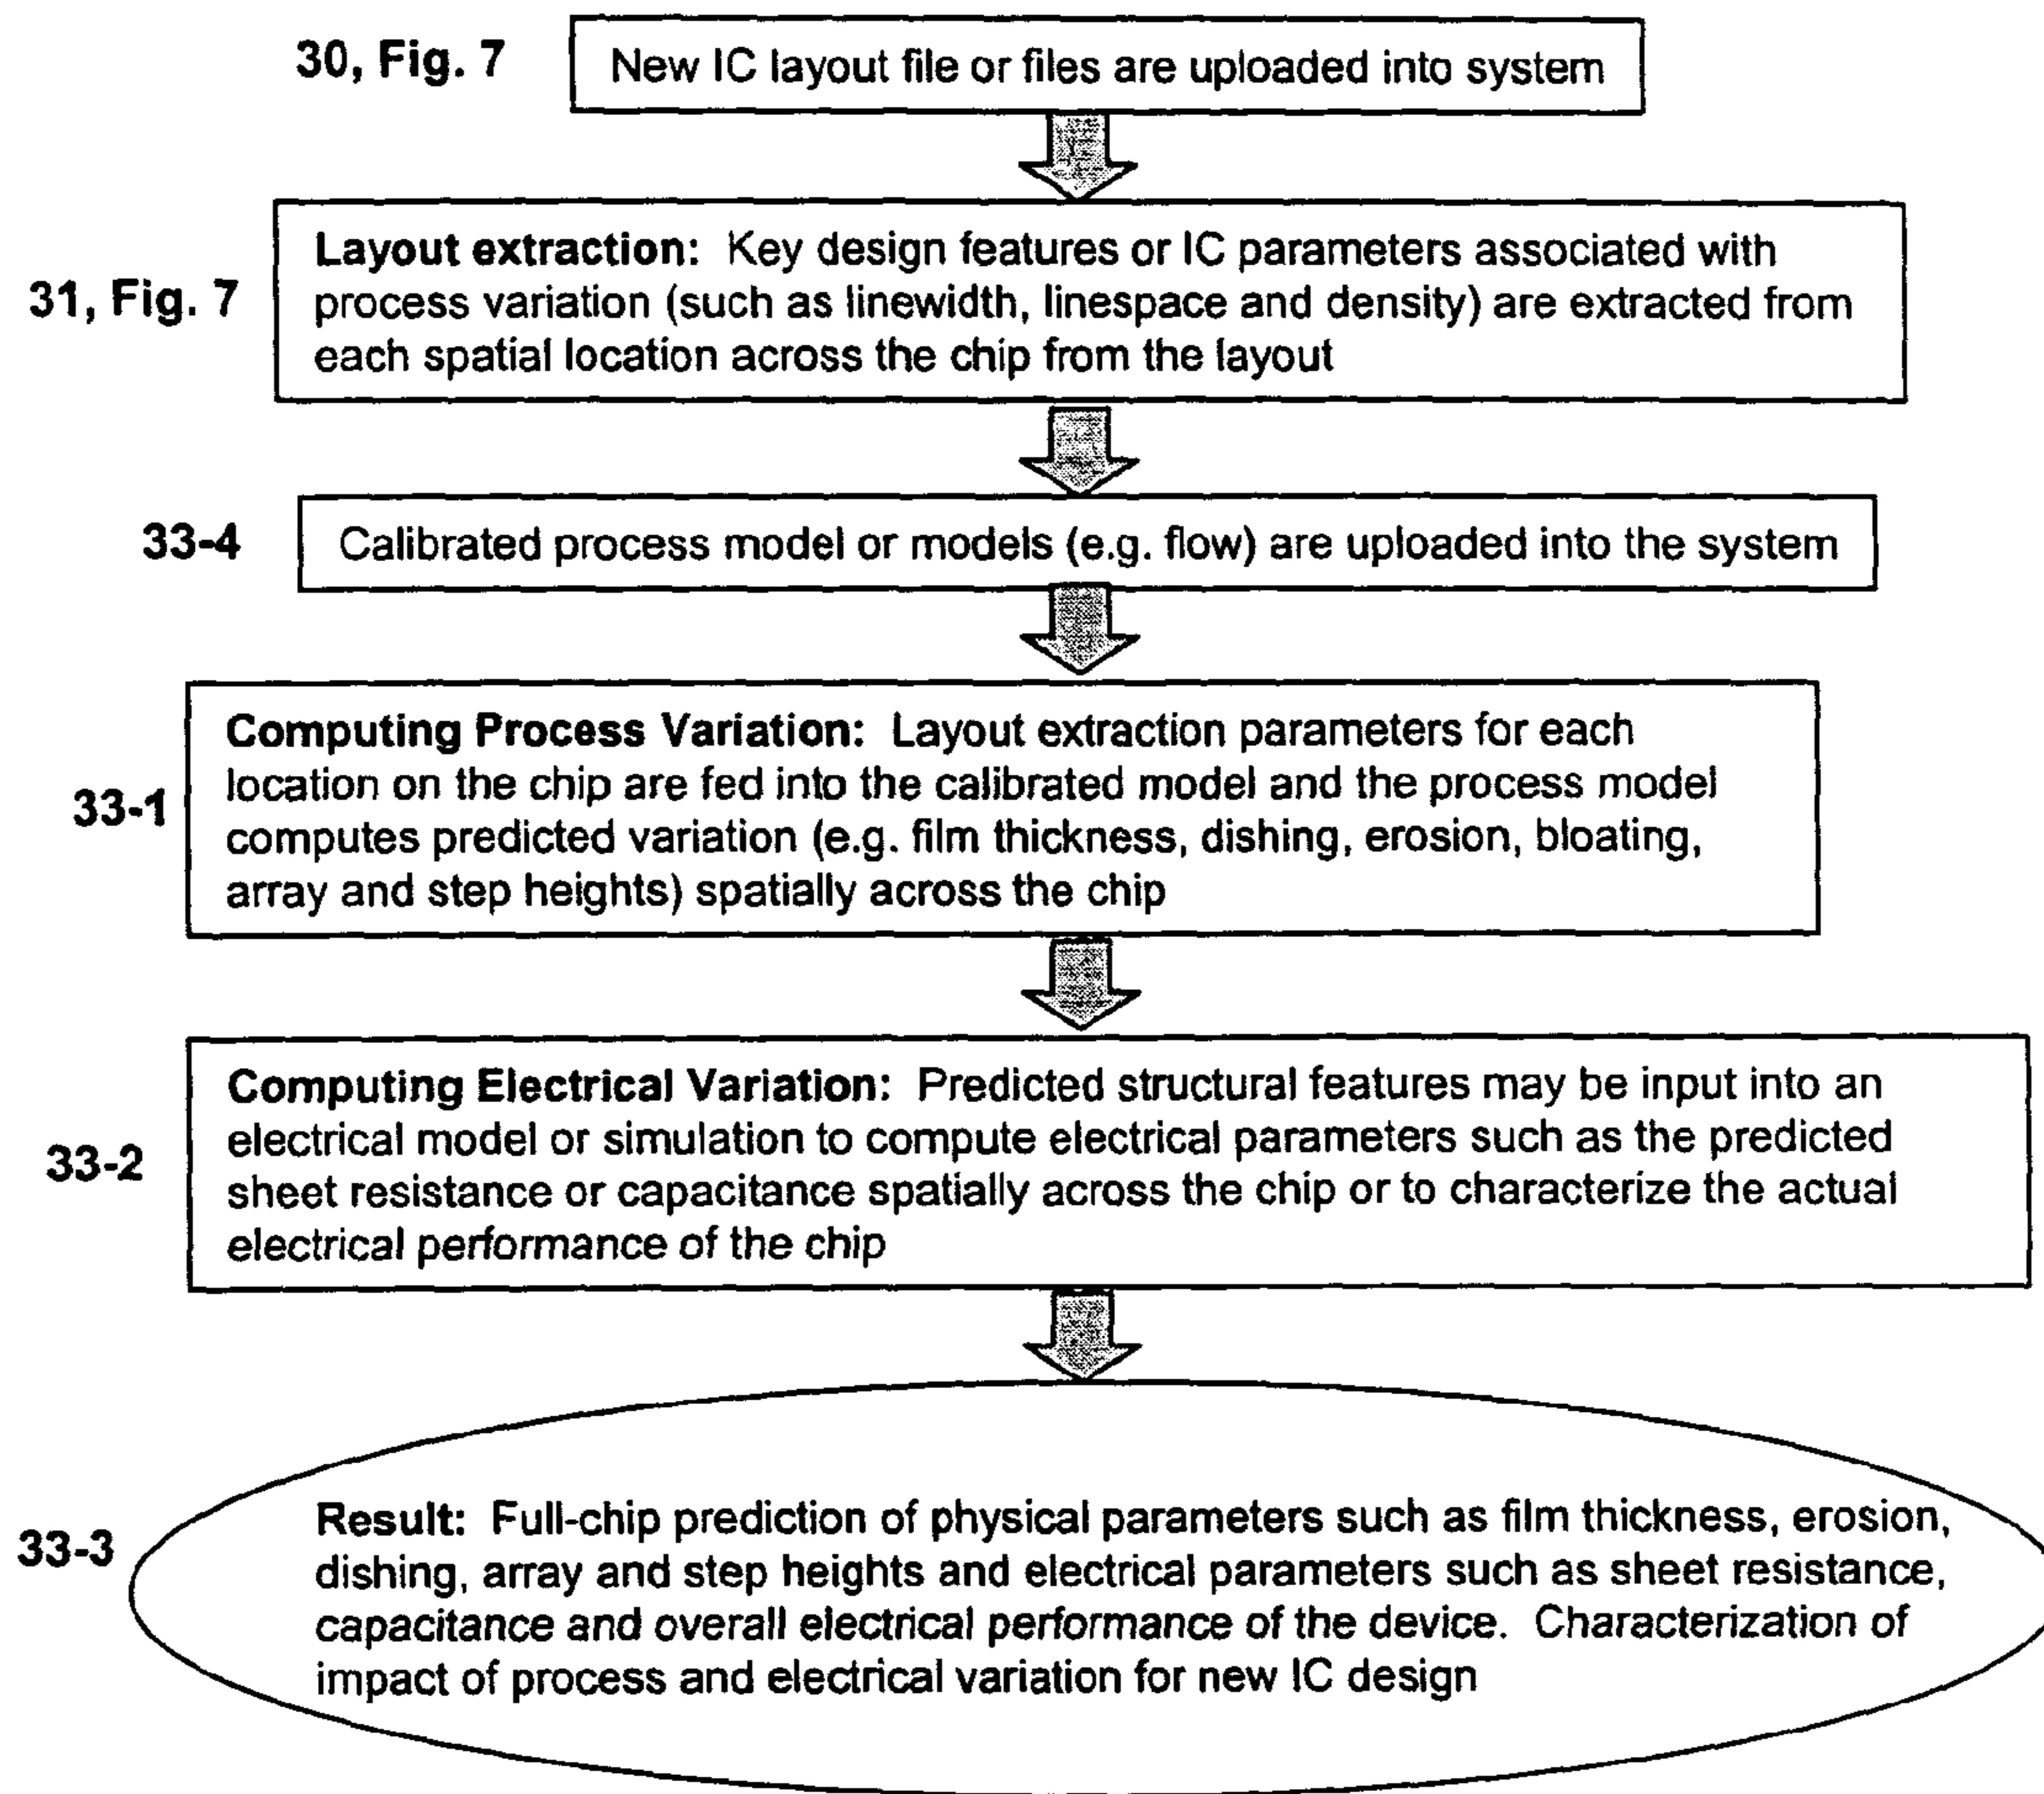 30, Fig. 7
New IC layout file or files are uploaded into system
31, Fig. 7
Layout extraction: Key design features or IC parameters associated with
process variation (such as linewidth, linespace and density) are extracted from
each spatial location across the chip from the layout
33-4
Calibrated process model or models (e.g. flow) are uploaded into the system
33-1
Computing Process Variation: Layout extraction parameters for each
location on the chip are fed into the calibrated model and the process model
computes predicted variation (e.g. film thickness, dishing, erosion, bloating,
array and step heights) spatially across the chip
33-2
Computing Electrical Variation: Predicted structural features may be input into an
electrical model or simulation to compute electrical parameters such as the predicted
sheet resistance or capacitance spatially across the chip or to characterize the actual
electrical performance of the chip
33-3
Result: Full-chip prediction of physical parameters such as film thickness, erosion,
dishing, array and step heights and electrical parameters such as sheet resistance,
capacitance and overall electrical performance of the device. Characterization of
impact of process and electrical variation for new IC design